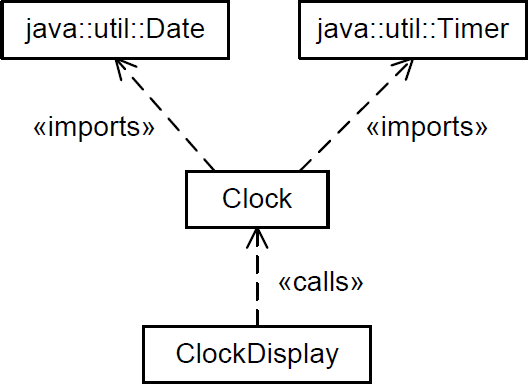 java::util::Date
java::util::Timer
«imports»
«imports»
Clock
«calls»
ClockDisplay